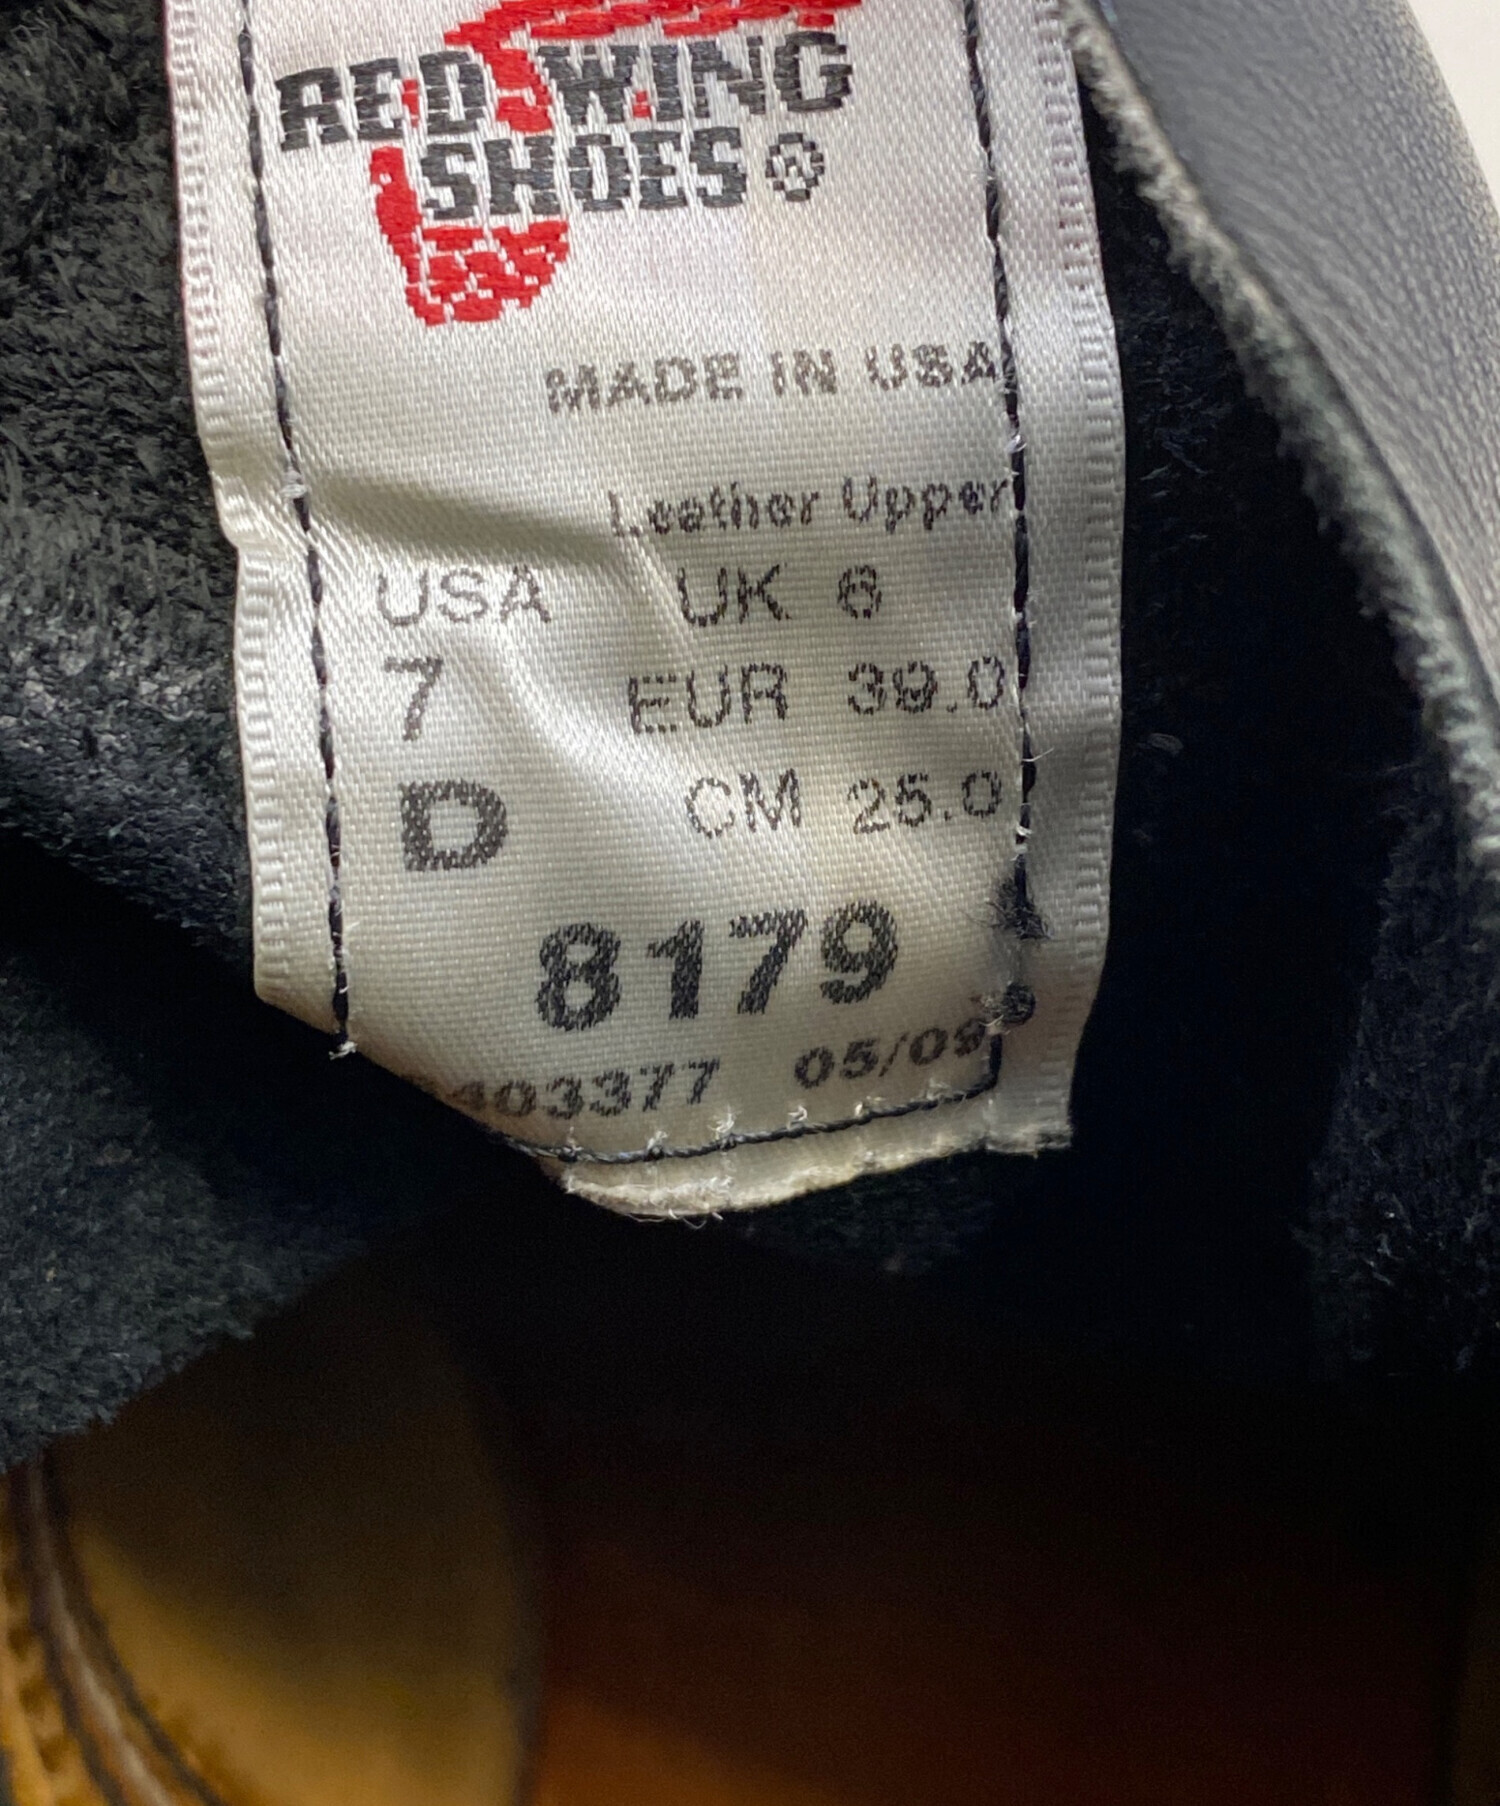 RED WING
SHOES®
MADE IN USA
Leather Upper
USA UK 6
7 EUR 39.0
D CM 25.0
8179
05/09